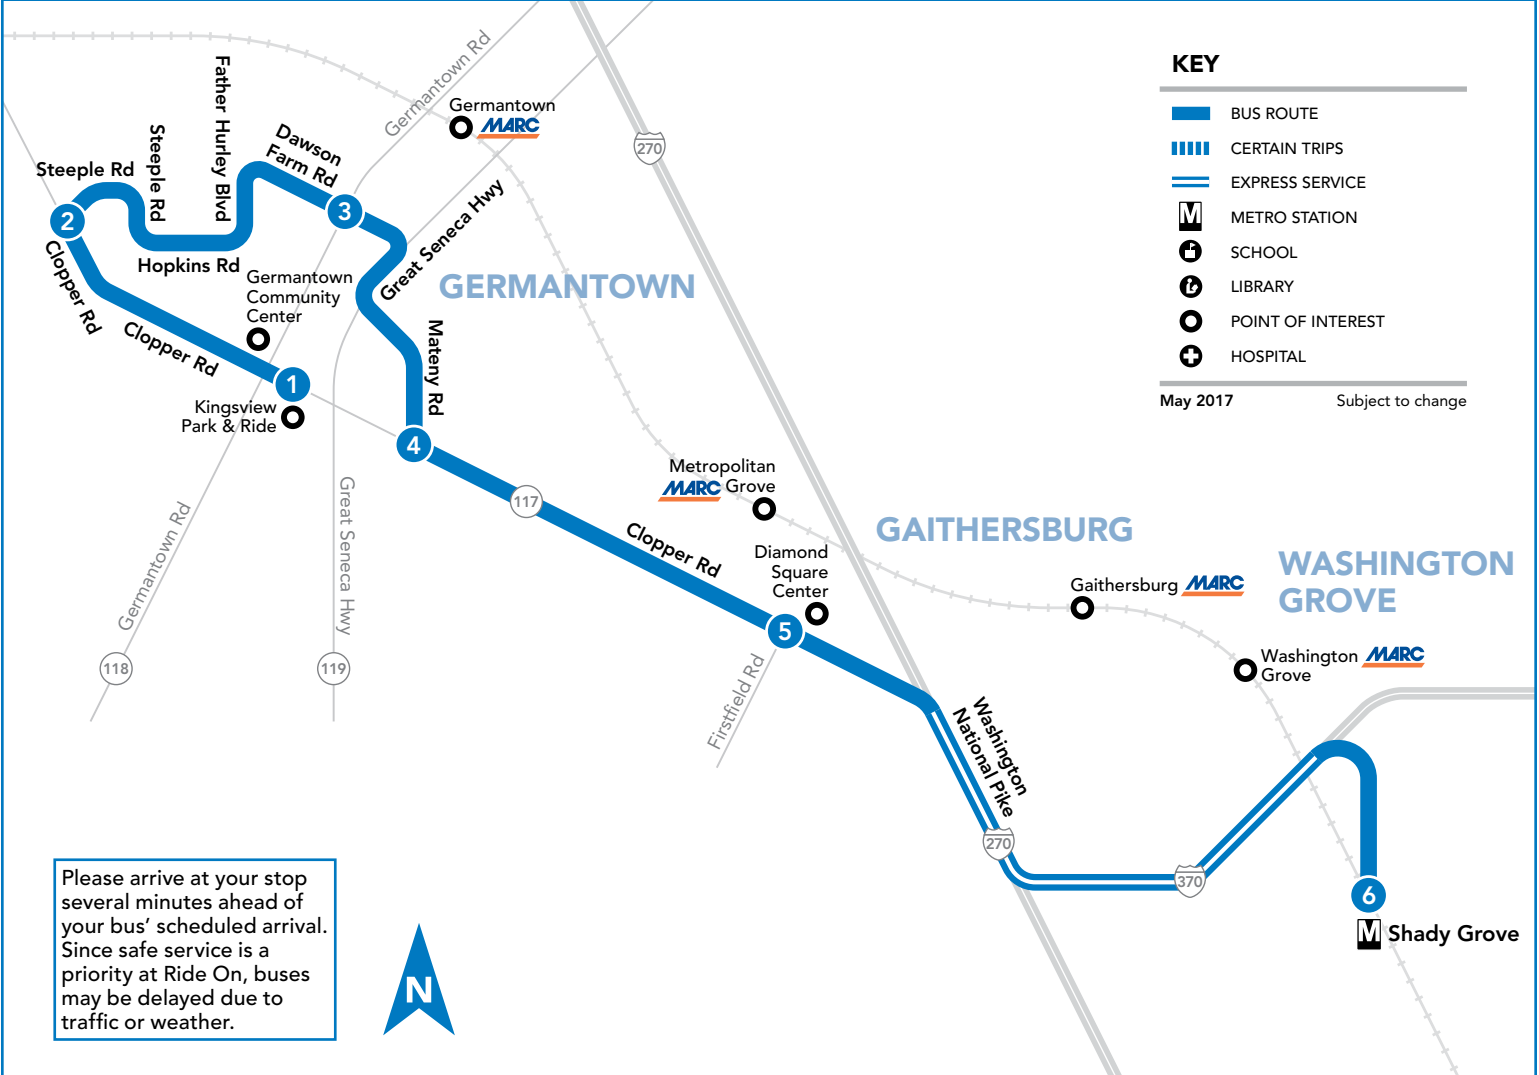 KEY
BUS ROUTE
CERTAIN TRIPS
EXPRESS SERVICE
M METRO STATION
SCHOOL
LIBRARY
POINT OF INTEREST
HOSPITAL
May 2017 Subject to change
Germantown Rd
Germantown
MARC
270
Father Hurley Blvd
Steeple Rd
Steeple Rd
Dawson
Farm Rd
2
3
Hopkins Rd
Clopper Rd
Great Seneca Hwy
GERMANTOWN
Germantown
Community
Center
Clopper Rd
Mateny Rd
1
Kingsview
Park & Ride
4
117
Metropolitan
MARC Grove
Germantown Rd
Great Seneca Hwy
118
119
Clopper Rd
Diamond
Square
Center
5
Firstfield Rd
GAITHERSBURG
Gaithersburg MARC
WASHINGTON
GROVE
Washington MARC
Grove
Washington
National Pike
270
370
6
M Shady Grove
Please arrive at your stop
several minutes ahead of
your bus’ scheduled arrival.
Since safe service is a
priority at Ride On, buses
may be delayed due to
traffic or weather.
N